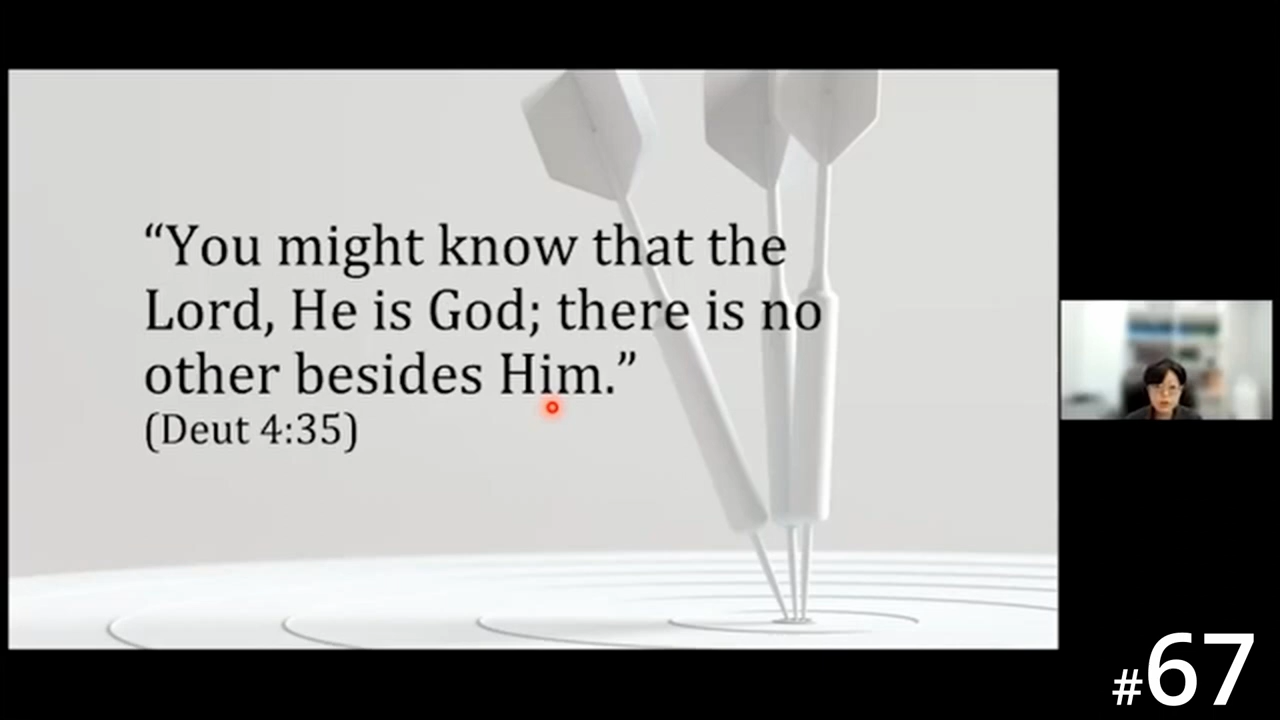 “You might know that the
Lord, He is God; there is no
other besides Him.”
(Deut 4:35)
#67